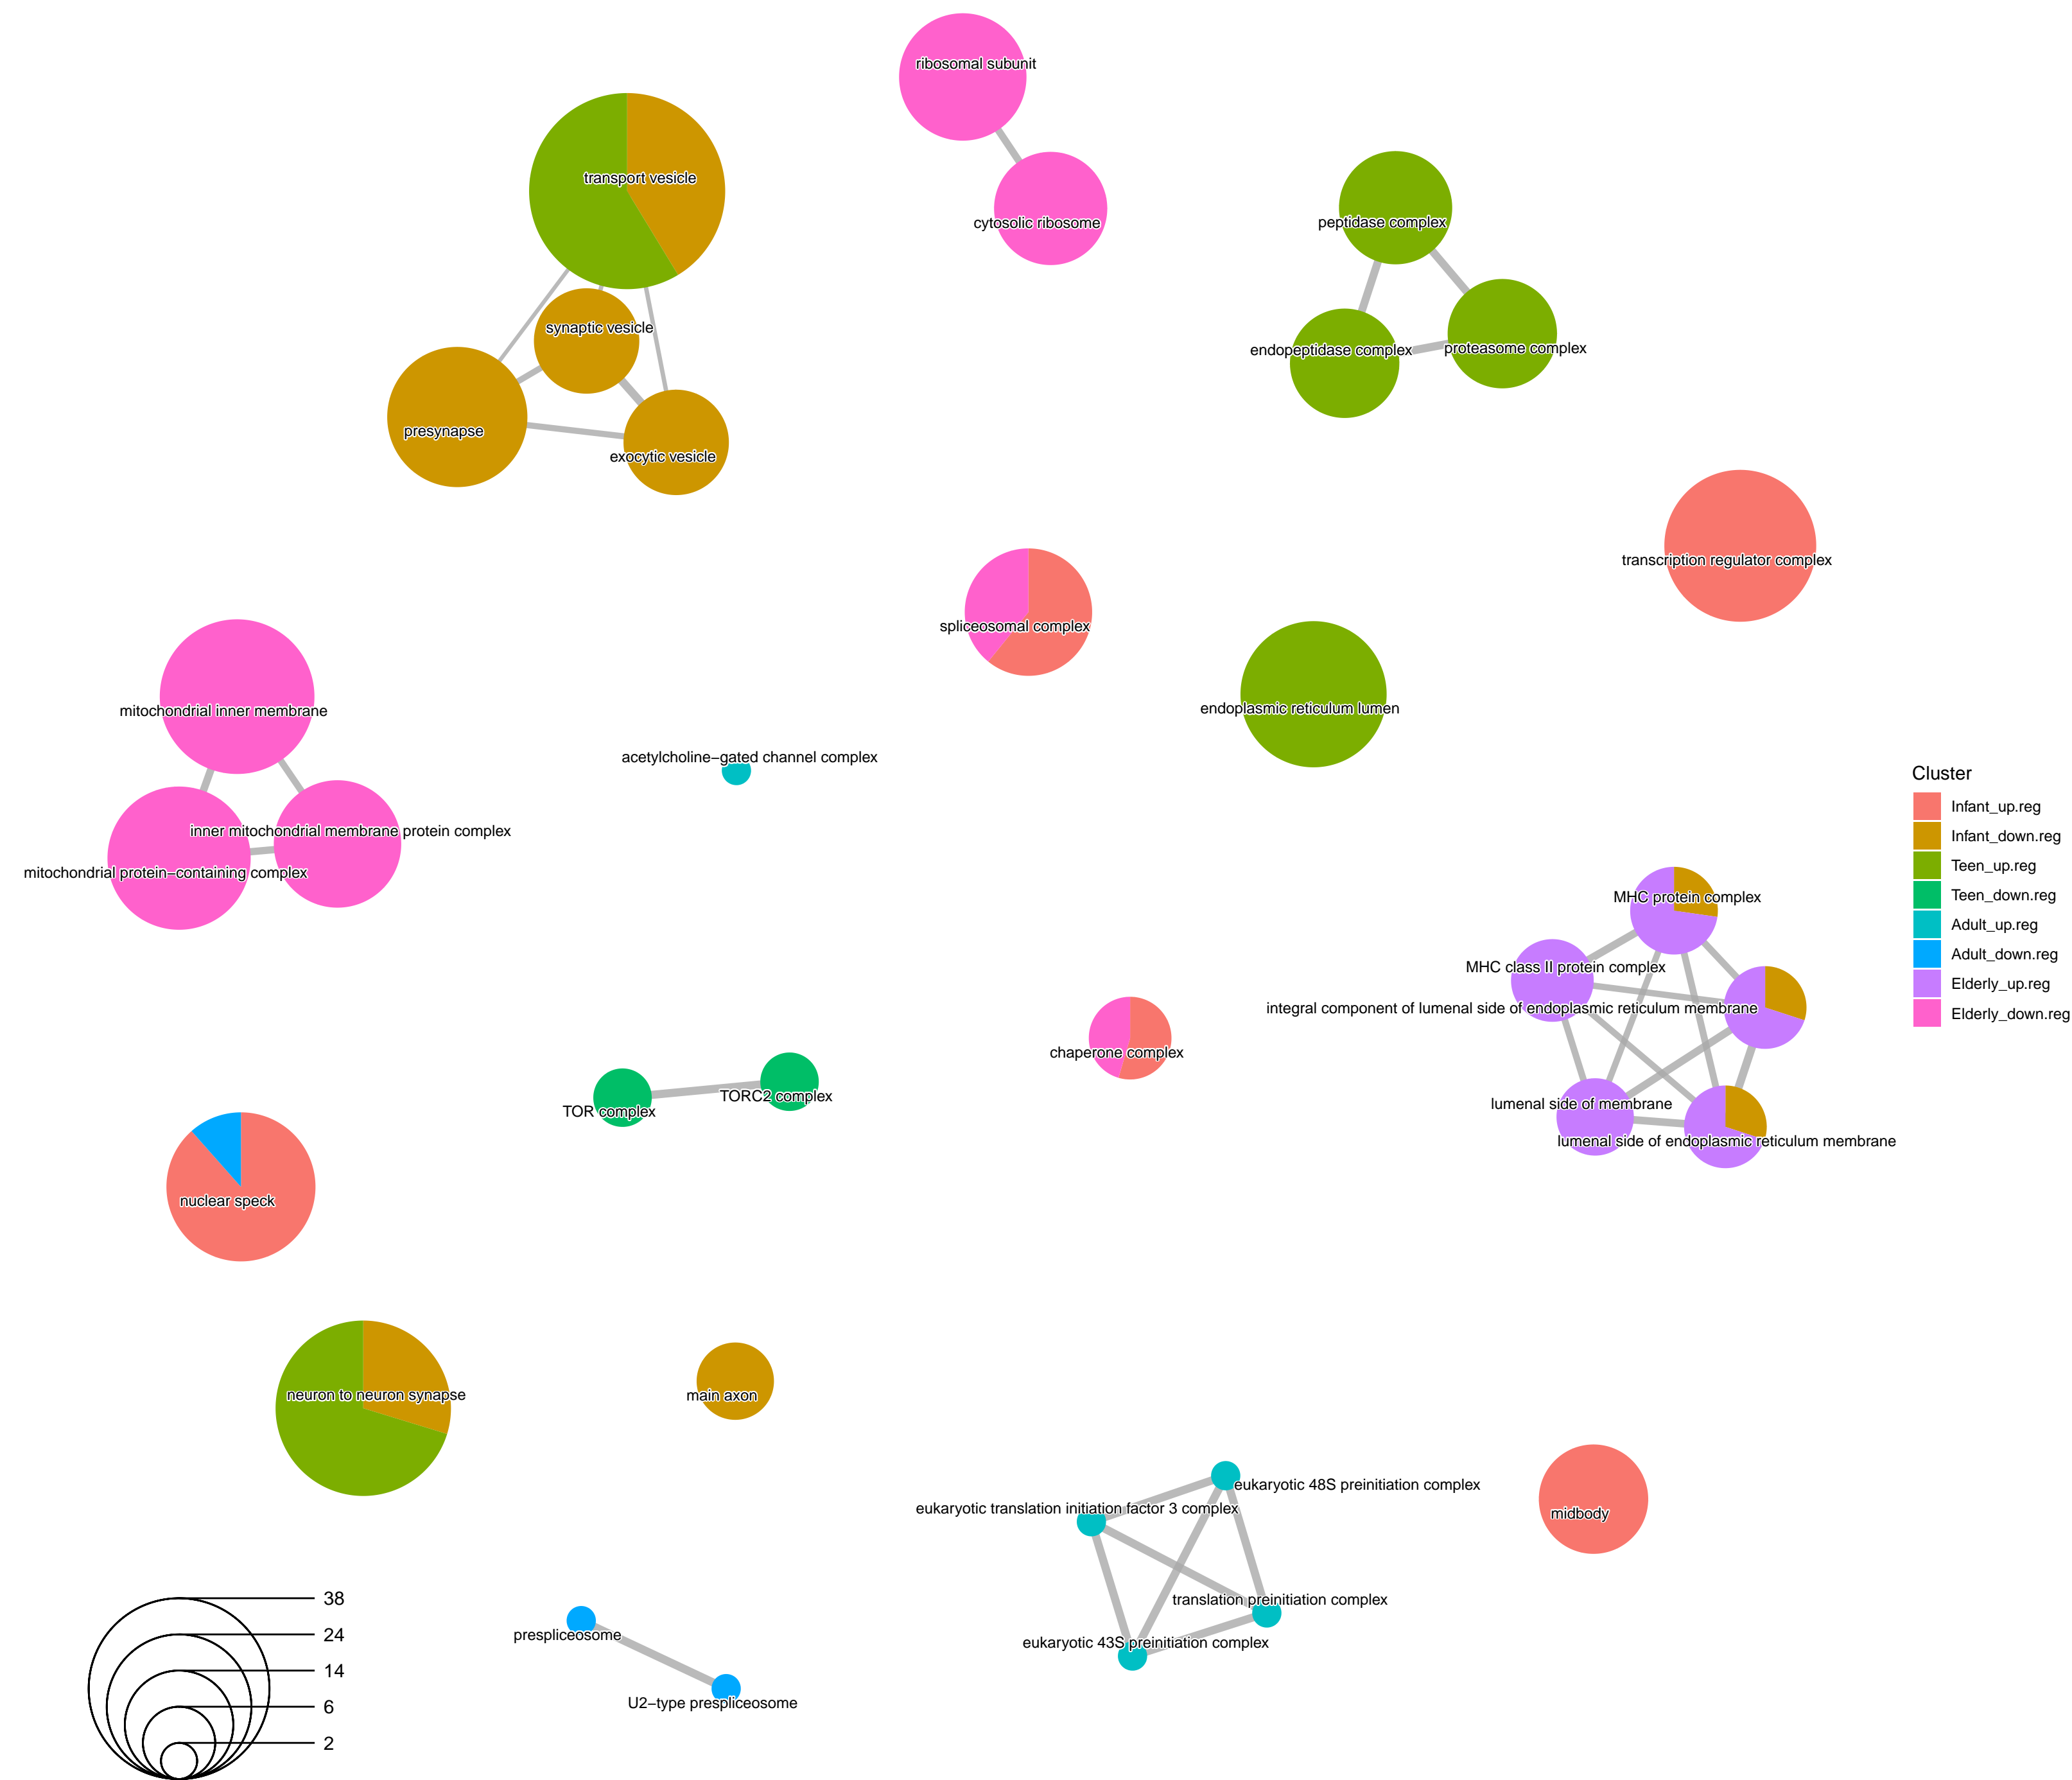 ribosomal subunit
transport vesicle
cytosolic ribosome
peptidase complex
synaptic vesicle
endopeptidase complex
proteasome complex
presynapse
exocytic vesicle
transcription regulator complex
spliceosomal complex
mitochondrial inner membrane
endoplasmic reticulum lumen
acetylcholine−gated channel complex
inner mitochondrial membrane protein complex
mitochondrial protein−containing complex
Cluster
Infant_up.reg
Infant_down.reg
Teen_up.reg
Teen_down.reg
Adult_up.reg
Adult_down.reg
Elderly_up.reg
Elderly_down.reg
MHC protein complex
MHC class II protein complex
integral component of lumenal side of endoplasmic reticulum membrane
chaperone complex
TORC2 complex
TOR complex
lumenal side of membrane
lumenal side of endoplasmic reticulum membrane
nuclear speck
neuron to neuron synapse
main axon
eukaryotic 48S preinitiation complex
eukaryotic translation initiation factor 3 complex
midbody
translation preinitiation complex
prespliceosome
eukaryotic 43S preinitiation complex
U2−type prespliceosome
38
24
14
6
2